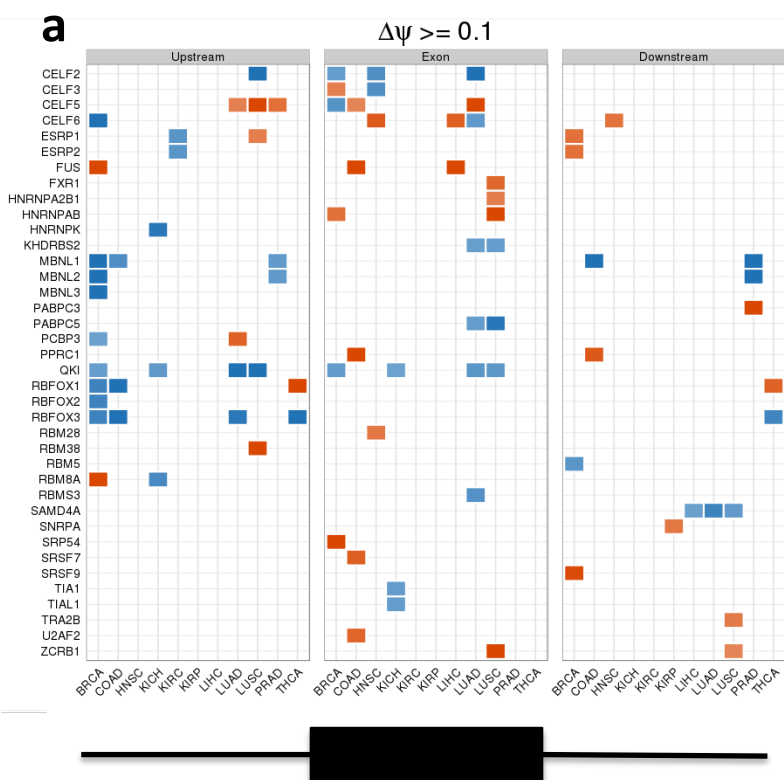 a
Δψ >= 0.1
Upstream Exon Downstream
CELF2
CELF3
CELF5
CELF6
ESRP1
ESRP2
FUS
FXR1
HNRNPA2B1
HNRNPAB
HNRNPK
KHDRBS2
MBNL1
MBNL2
MBNL3
PABPC3
PABPC5
PCBP3
PPRC1
QKI
RBFOX1
RBFOX2
RBFOX3
RBM28
RBM38
RBM5
RBM8A
RBMS3
SAMD4A
SNRPA
SRP54
SRSF7
SRSF9
TIA1
TIAL1
TRA2B
U2AF2
ZCRB1
BRCA COAD HNSC KICH KIRC KIRP LIHC LUAD LUSC PRAD THCA BRCA COAD HNSC KICH KIRC KIRP LIHC LUAD LUSC PRAD THCA BRCA COAD HNSC KICH KIRC KIRP LIHC LUAD LUSC PRAD THCA